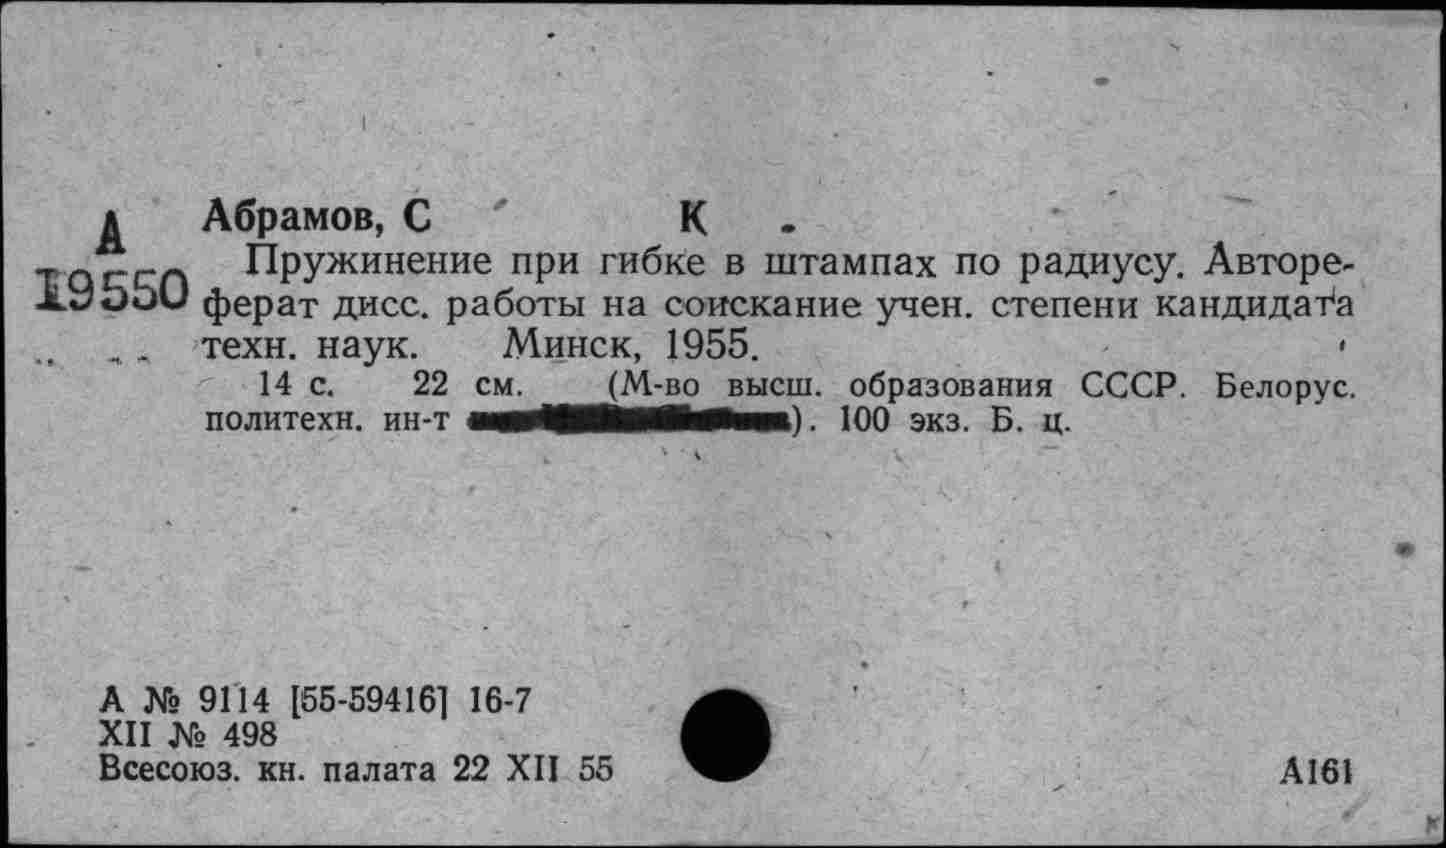 А
19550
Абрамов, С К .
Пружинение при гибке в штампах по радиусу. Авторе-
ферат дисс. работы на соискание учен. степени кандидата
техн. наук. Минск, 1955.
14 с. 22 см. (М-во высш. образования СССР. Белорус.
политехн. ин-т ). 100 экз. Б. ц.
А № 9114 [55-59416] 16-7
XII № 498
Всесоюз. кн. палата 22 XII 55
А161